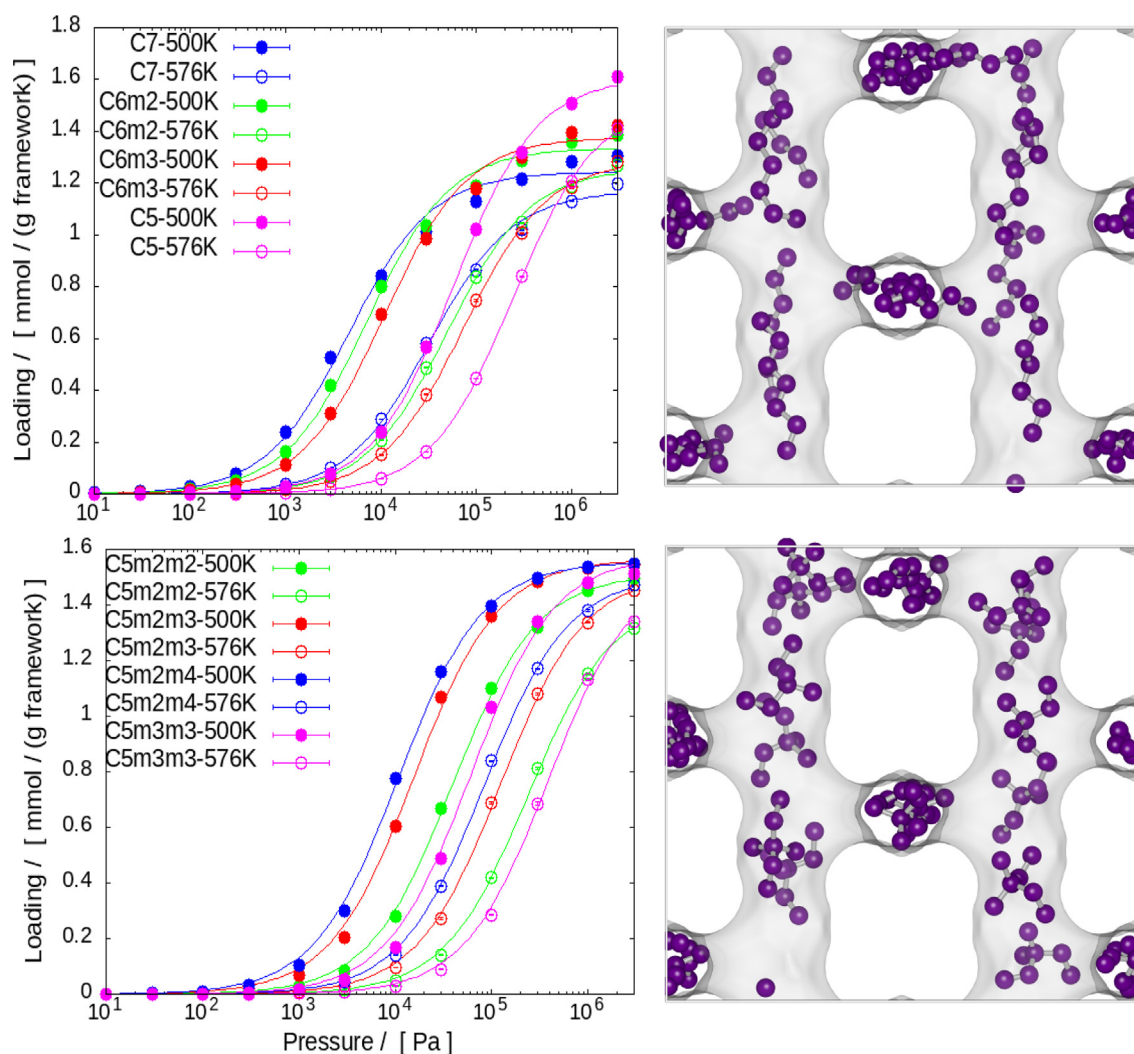 1.8
1.6
1.4
1.2
1
0.8
0.6
0.4
0.2
0
Loading / [ mmol / (g framework) ]
C7-500K
C7-576K
C6m2-500K
C6m2-576K
C6m3-500K
C6m3-576K
C5-500K
C5-576K
10^1 10^2 10^3 10^4 10^5 10^6
1.6
1.4
1.2
1
0.8
0.6
0.4
0.2
0
Loading / [ mmol / (g framework) ]
C5m2m2-500K
C5m2m2-576K
C5m2m3-500K
C5m2m3-576K
C5m2m4-500K
C5m2m4-576K
C5m3m3-500K
C5m3m3-576K
10^1 10^2 10^3 10^4 10^5 10^6
Pressure / [ Pa ]